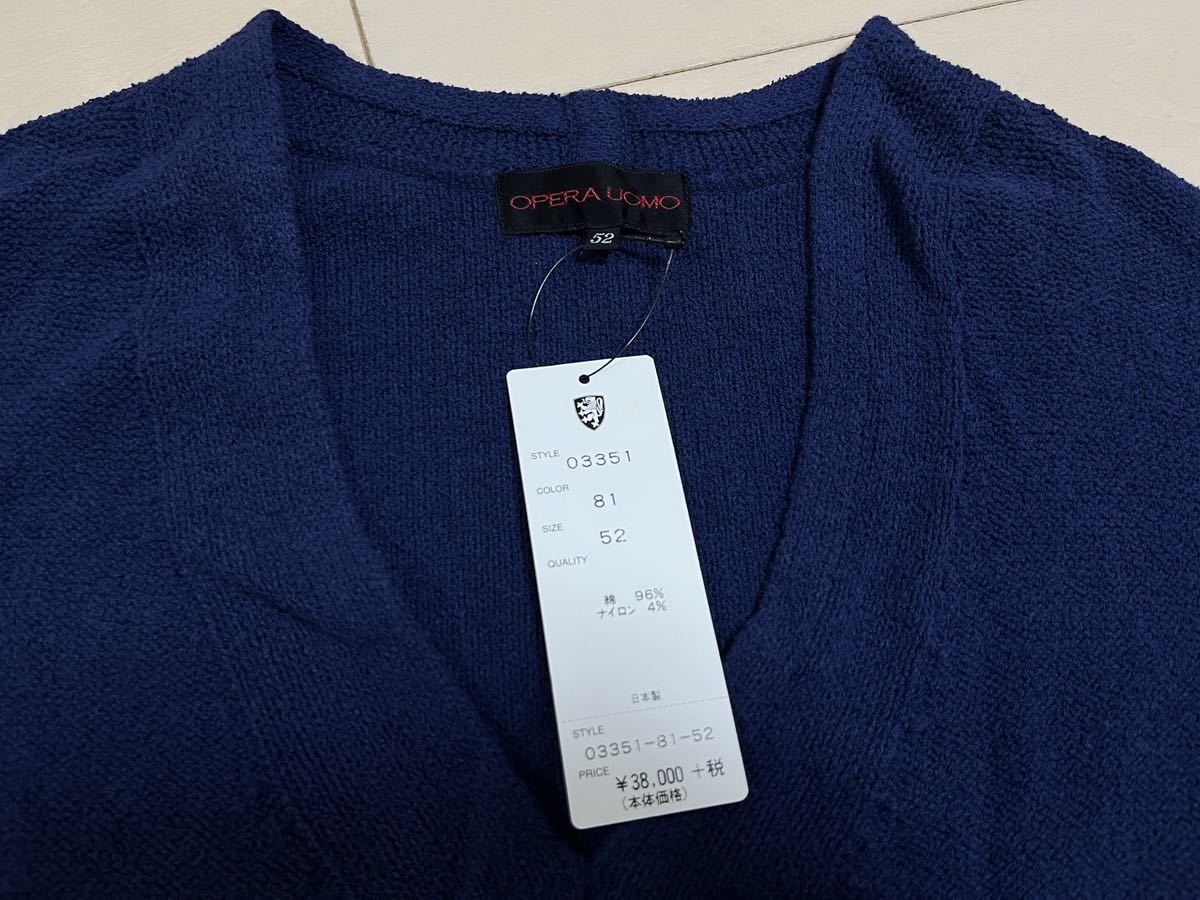 OPERA UOMO
52
STYLE 03351
COLOR 81
SIZE 52
QUALITY
綿 96%
ナイロン 4%
日本製
STYLE
03351-81-52
PRICE ¥38,000 +税
(本体価格)